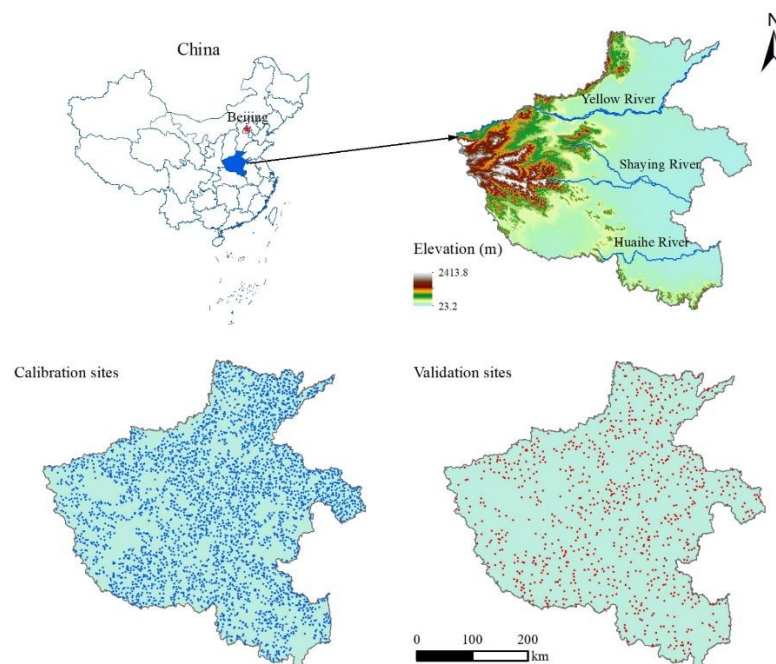 N
China
Beijing
Yellow River
Shaying River
Huaihe River
Elevation (m)
2413.8
23.2
Calibration sites
Validation sites
0 100 200
km